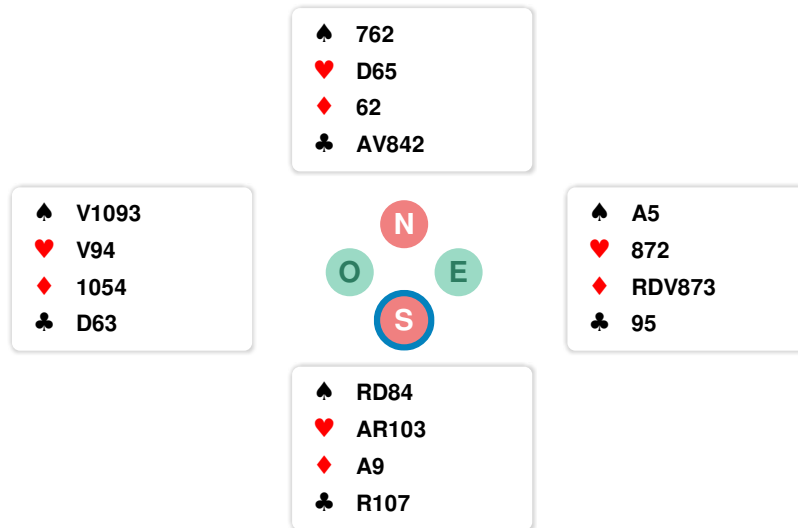 ♠ 762
♥ D65
♦ 62
♣ AV842
♠ V1093
♥ V94
♦ 1054
♣ D63
N
O E
S
♠ A5
♥ 872
♦ RDV873
♣ 95
♠ RD84
♥ AR103
♦ A9
♣ R107